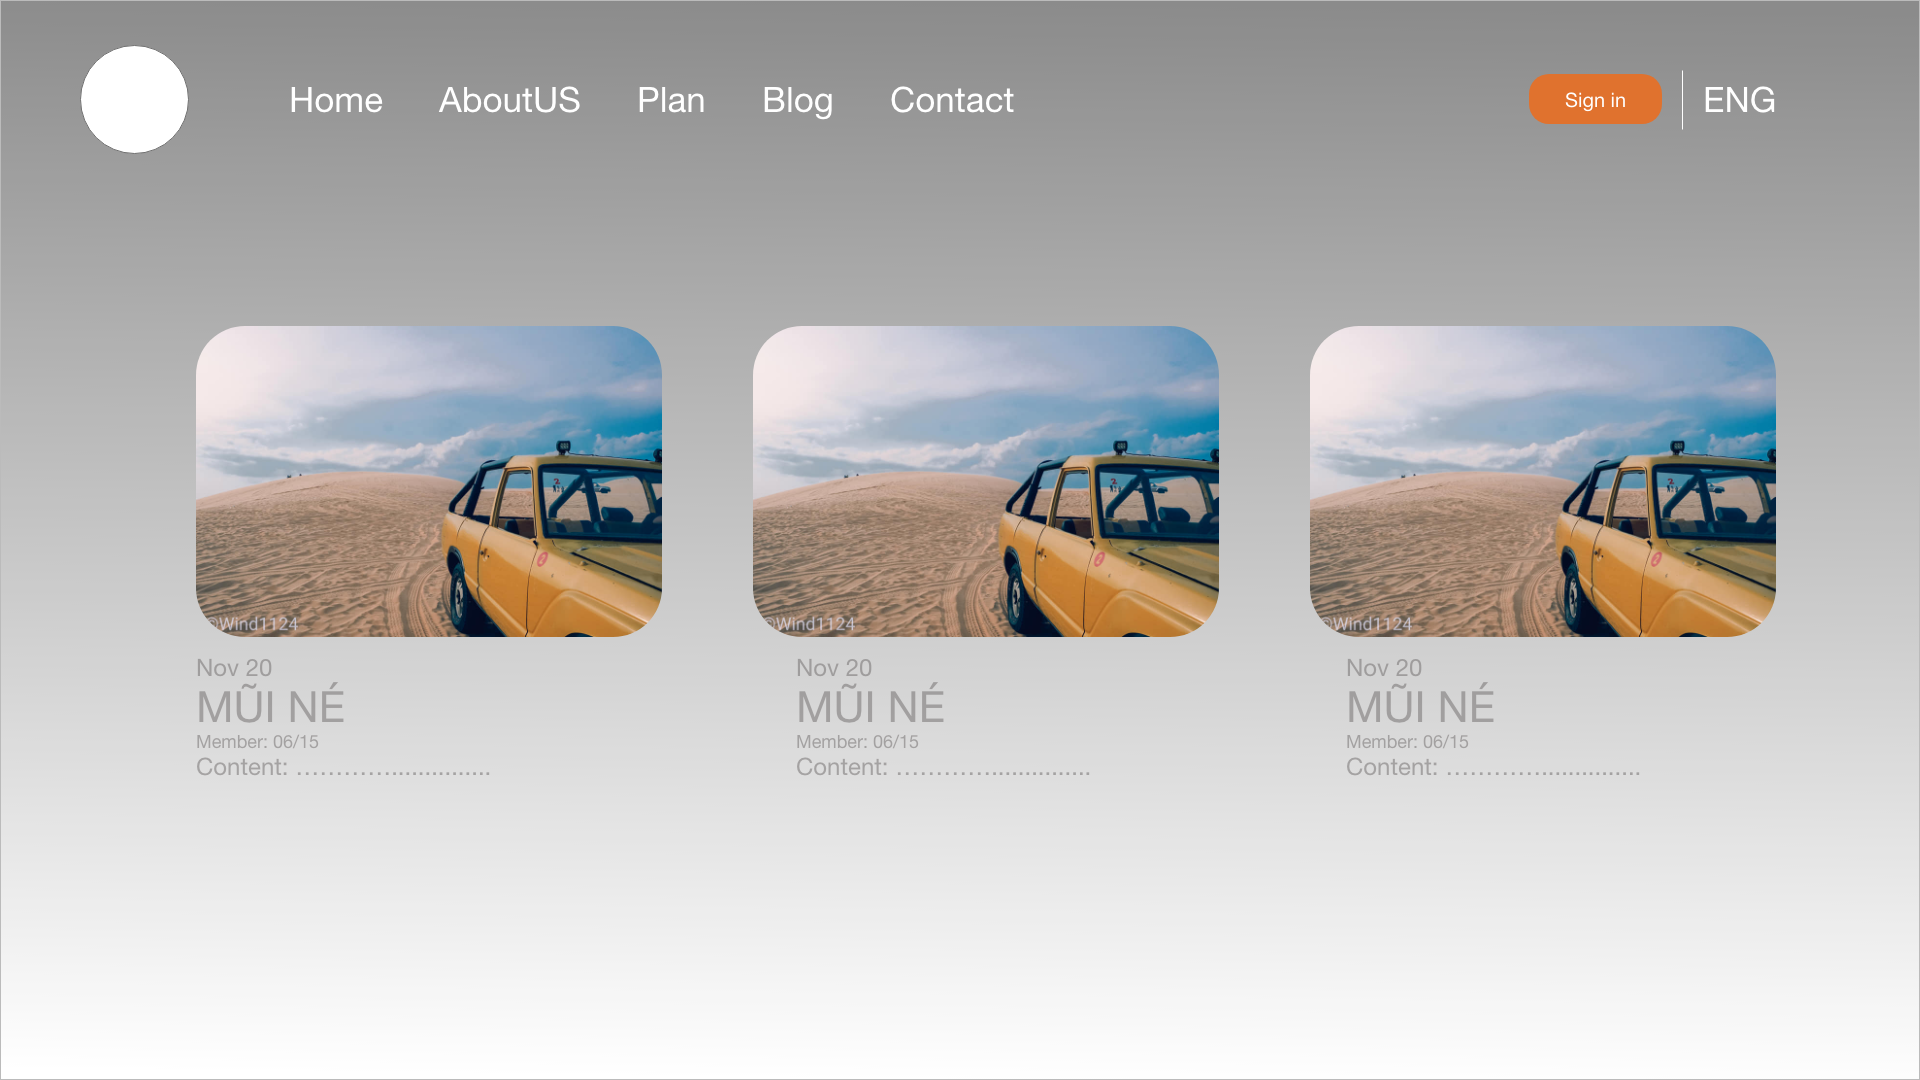 Home AboutUS Plan Blog Contact Sign in ENG
©Wind1124 ©Wind1124 ©Wind1124
Nov 20
MŨI NÉ
Member: 06/15
Content: …………...............
Nov 20
MŨI NÉ
Member: 06/15
Content: …………...............
Nov 20
MŨI NÉ
Member: 06/15
Content: …………...............